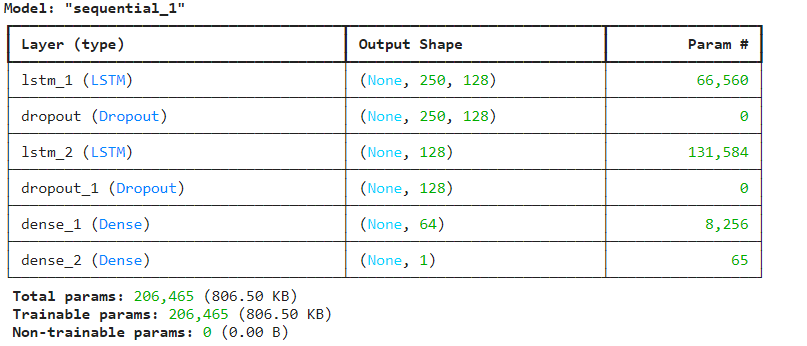 Model: "sequential_1"
Layer (type) Output Shape Param #
lstm_1 (LSTM) (None, 250, 128) 66,560
dropout (Dropout) (None, 250, 128) 0
lstm_2 (LSTM) (None, 128) 131,584
dropout_1 (Dropout) (None, 128) 0
dense_1 (Dense) (None, 64) 8,256
dense_2 (Dense) (None, 1) 65
Total params: 206,465 (806.50 KB)
Trainable params: 206,465 (806.50 KB)
Non-trainable params: 0 (0.00 B)